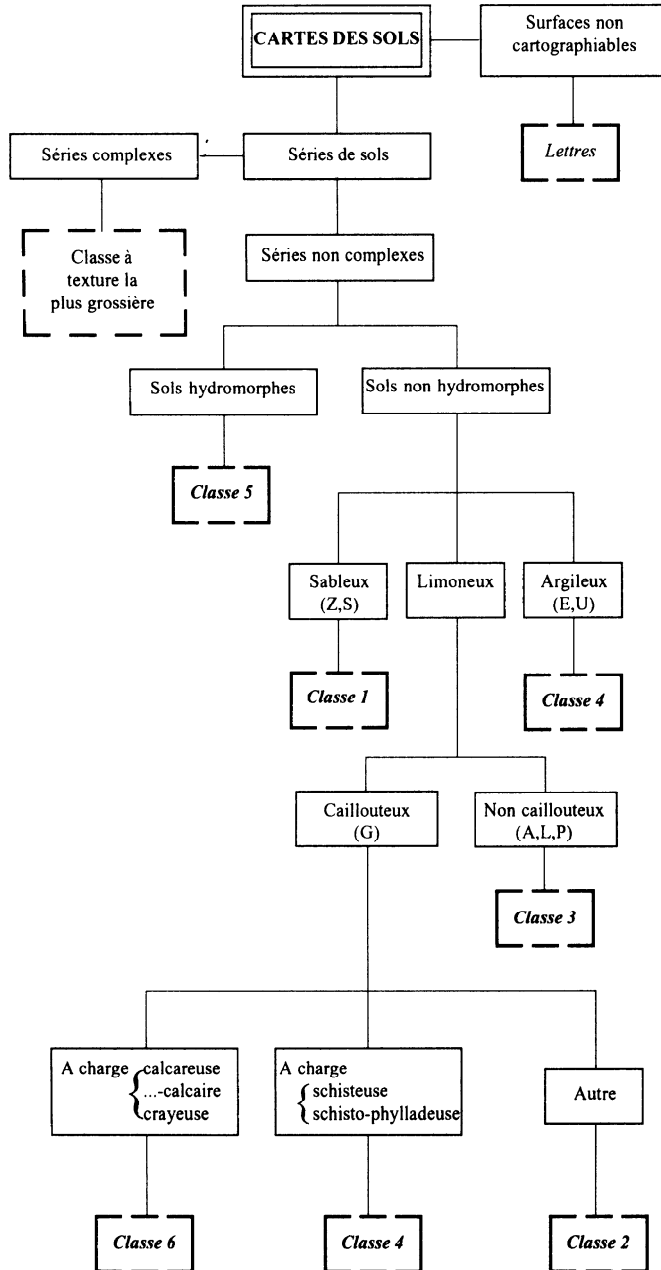 CARTES DES SOLS
Surfaces non
cartographiables
Lettres
Séries complexes
Séries de sols
Classe à
texture la
plus grossière
Séries non complexes
Sols hydromorphes
Sols non hydromorphes
Classe 5
Sableux
(Z,S)
Limoneux
Argileux
(E,U)
Classe 1
Classe 4
Caillouteux
(G)
Non caillouteux
(A,L,P)
Classe 3
A charge calcareuse
...-calcaire
crayeuse
A charge
schisteuse
schisto-phylladeuse
Autre
Classe 6
Classe 4
Classe 2